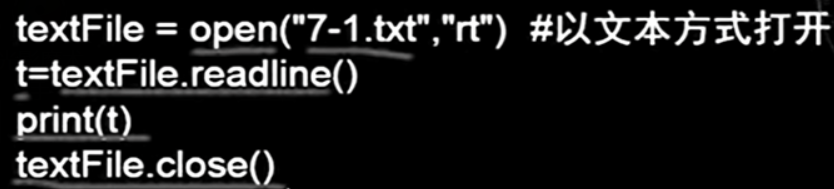 textFile = open("7-1.txt","rt")  #以文本方式打开
t=textFile.readline()
print(t)
textFile.close()